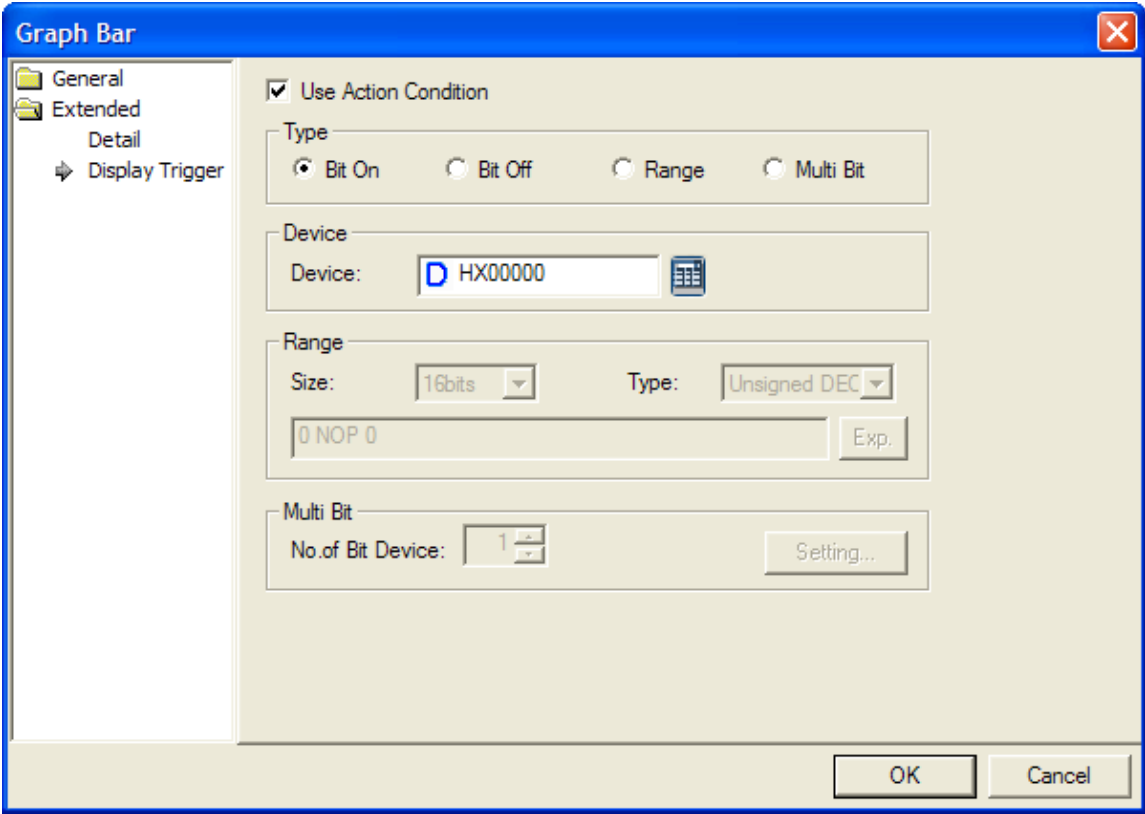 Graph Bar
General
Extended
Detail
Display Trigger
Use Action Condition
Type
Bit On Bit Off Range Multi Bit
Device
Device: D HX00000
Range
Size: 16bits Type: Unsigned DEC
0 NOP 0 Exp.
Multi Bit
No.of Bit Device: 1 Setting...
OK Cancel